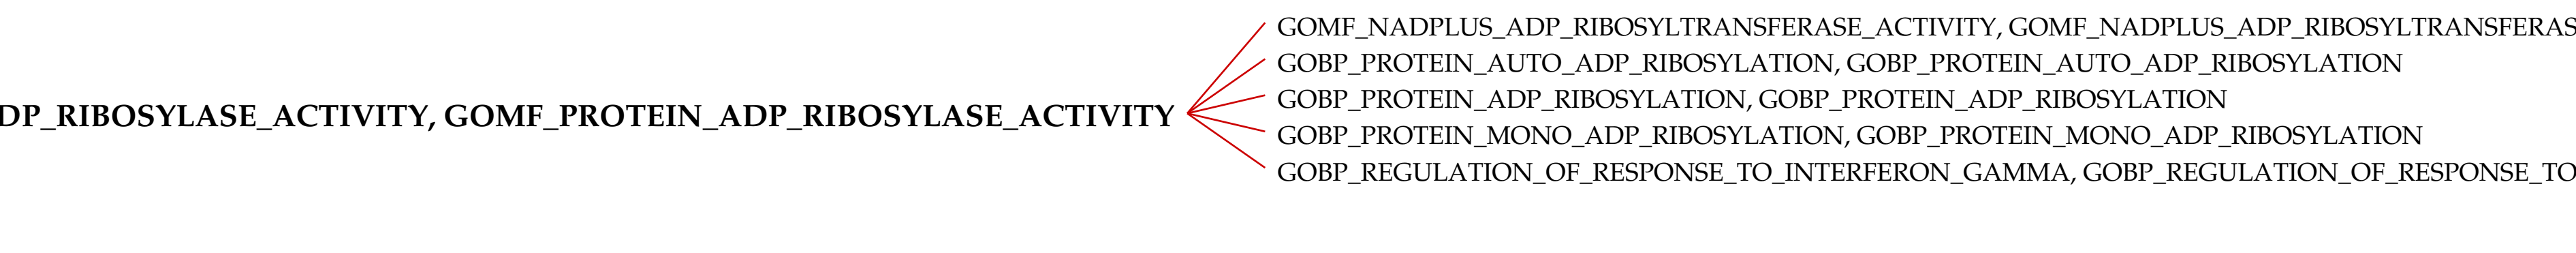 GOMF_NADPLUS_ADP_RIBOSYLTRANSFERASE_ACTIVITY, GOMF_NADPLUS_ADP_RIBOSYLTRANSFERAS
GOBP_PROTEIN_AUTO_ADP_RIBOSYLATION, GOBP_PROTEIN_AUTO_ADP_RIBOSYLATION
GOBP_PROTEIN_ADP_RIBOSYLATION, GOBP_PROTEIN_ADP_RIBOSYLATION
DP_RIBOSYLASE_ACTIVITY, GOMF_PROTEIN_ADP_RIBOSYLASE_ACTIVITY
GOBP_PROTEIN_MONO_ADP_RIBOSYLATION, GOBP_PROTEIN_MONO_ADP_RIBOSYLATION
GOBP_REGULATION_OF_RESPONSE_TO_INTERFERON_GAMMA, GOBP_REGULATION_OF_RESPONSE_TO